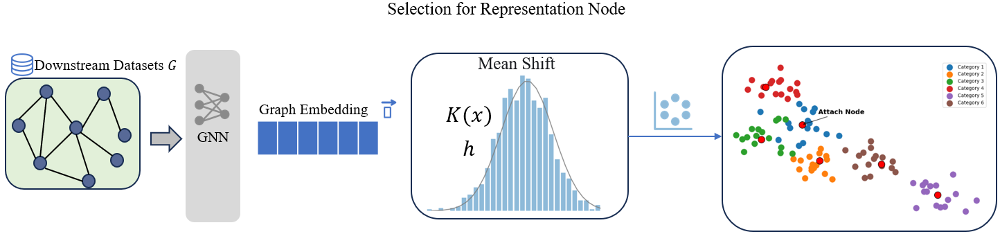 Selection for Representation Node
Downstream Datasets G
GNN
Graph Embedding
Mean Shift
K(x)
h
Category 1
Category 2
Category 3
Category 4
Category 5
Category 6
Attach Node